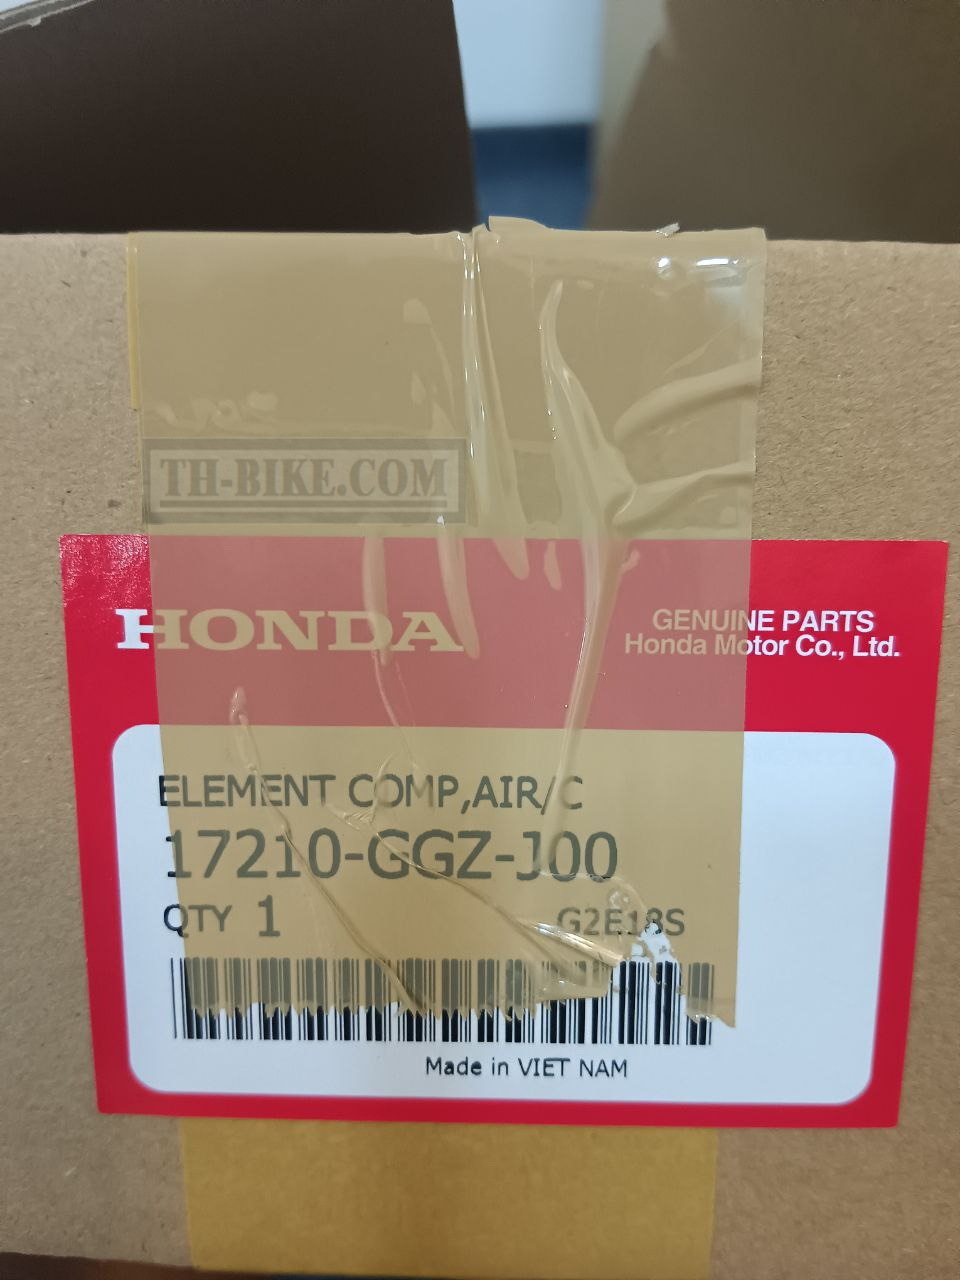 TH-BIKE.COM
HONDA
GENUINE PARTS
Honda Motor Co., Ltd.
ELEMENT COMP,AIR/C
17210-GGZ-J00
QTY 1
G2E18S
Made in VIET NAM